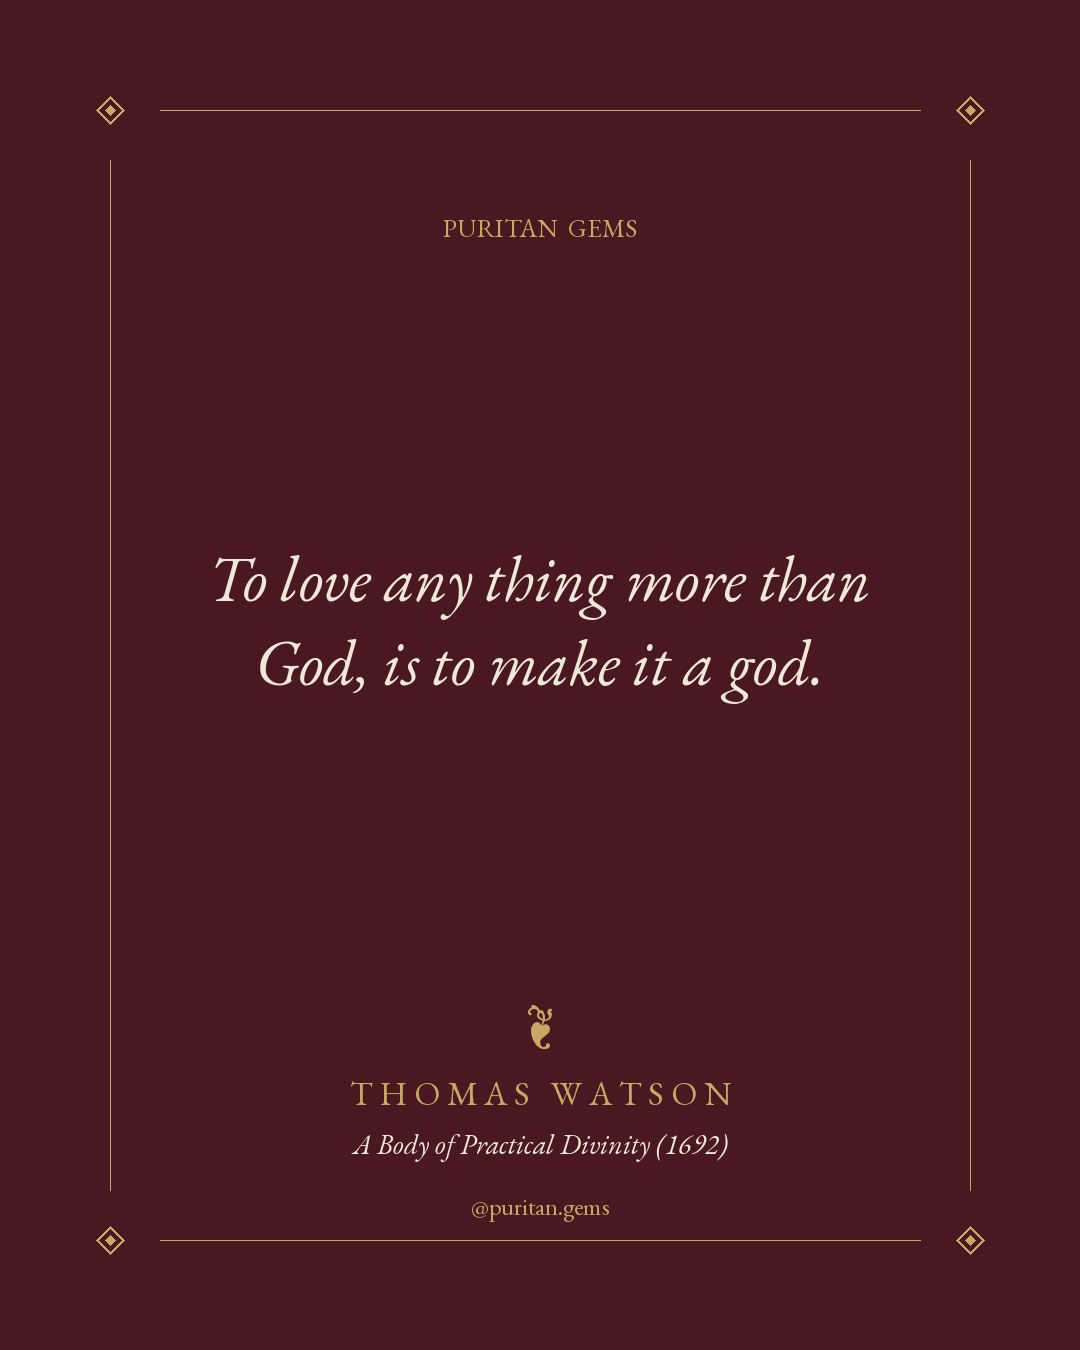 PURITAN GEMS
To love any thing more than
God, is to make it a god.
THOMAS WATSON
A Body of Practical Divinity (1692)
@puritan.gems